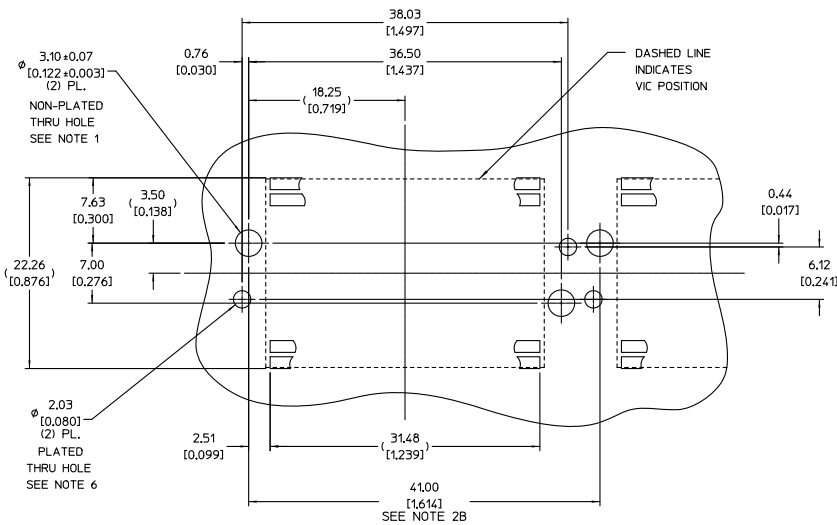 38.03
[1.497]
0.76
[0.030]
36.50
[1.437]
ø 3.10±0.07
[0.122±0.003]
(2) PL.
NON-PLATED
THRU HOLE
SEE NOTE 1
(18.25
[0.719])
DASHED LINE
INDICATES
VIC POSITION
7.63
[0.300]
(3.50
[0.138])
0.44
[0.017]
(22.26
[0.876])
7.00
[0.276]
6.12
[0.241]
ø 2.03
[0.080]
(2) PL.
PLATED
THRU HOLE
SEE NOTE 6
2.51
[0.099]
(31.48
[1.239])
41.00
[1.614]
SEE NOTE 2B